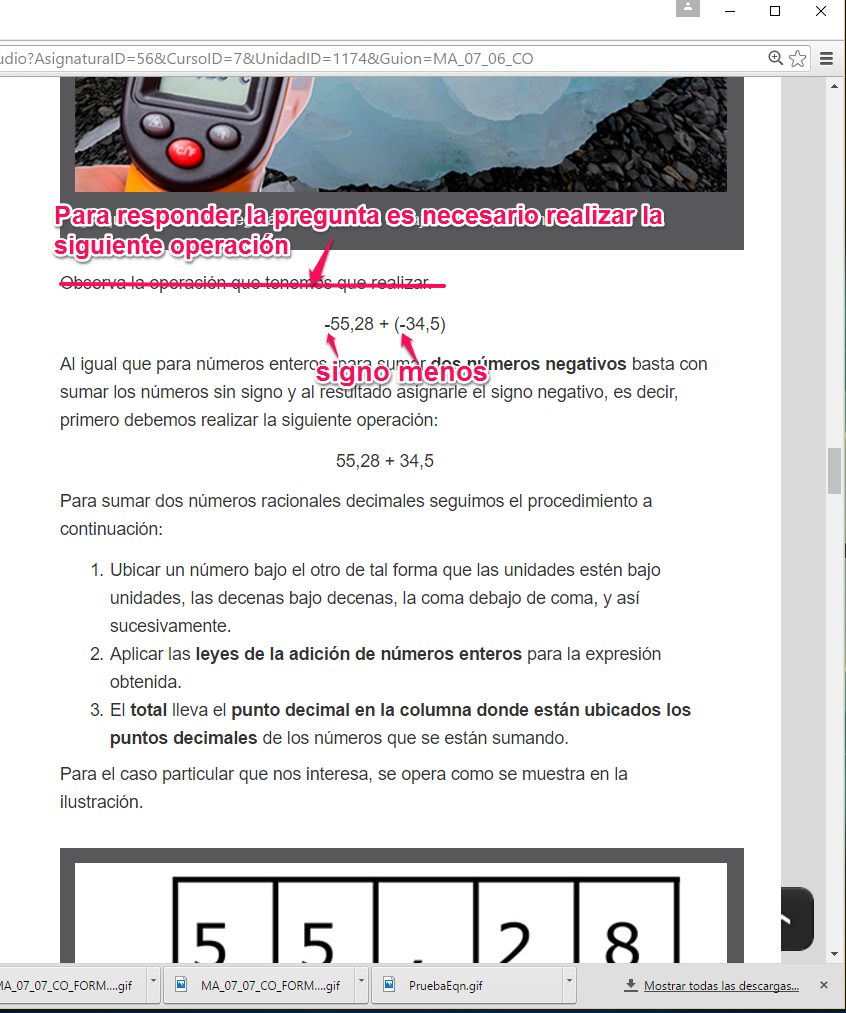 udio?AsignaturaID=56&CursoID=7&UnidadID=1174&Guion=MA_07_06_CO
C/F
Para responder la pregunta es necesario realizar la
siguiente operación
Observa la operación que tenemos que realizar.
-55,28 + (-34,5)
Al igual que para números enteros, para sumar dos números negativos basta con
signo menos
sumar los números sin signo y al resultado asignarle el signo negativo, es decir,
primero debemos realizar la siguiente operación:
55,28 + 34,5
Para sumar dos números racionales decimales seguimos el procedimiento a
continuación:
1. Ubicar un número bajo el otro de tal forma que las unidades estén bajo
unidades, las decenas bajo decenas, la coma debajo de coma, y así
sucesivamente.
2. Aplicar las leyes de la adición de números enteros para la expresión
obtenida.
3. El total lleva el punto decimal en la columna donde están ubicados los
puntos decimales de los números que se están sumando.
Para el caso particular que nos interesa, se opera como se muestra en la
ilustración.
5 5 , 2 8
MA_07_07_CO_FORM....gif MA_07_07_CO_FORM....gif PruebaEqn.gif Mostrar todas las descargas...